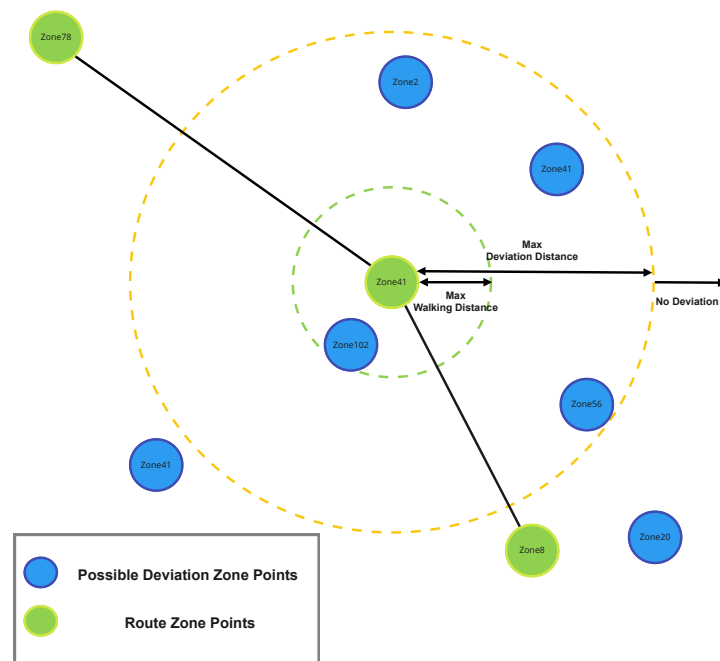 Zone78
Zone2
Zone41
Max
Deviation Distance
Zone41
Max
Walking Distance
No Deviation
Zone102
Zone56
Zone41
Zone20
Zone8
Possible Deviation Zone Points
Route Zone Points